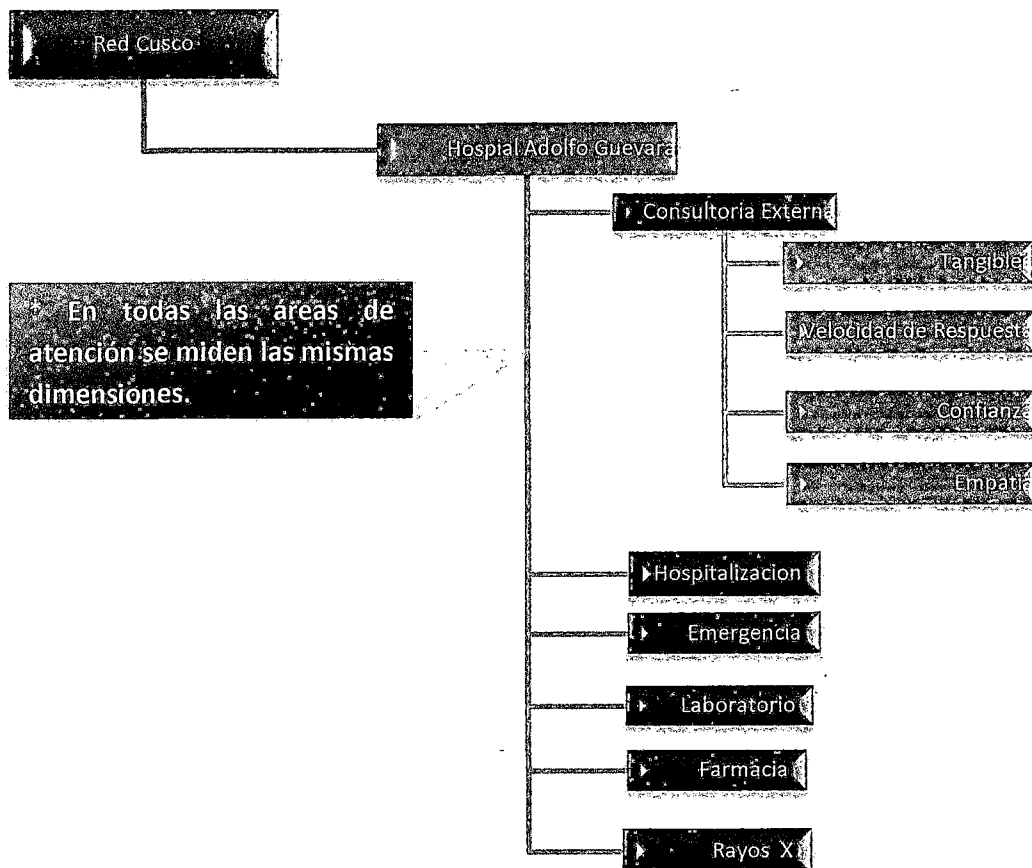 Red Cusco
Hospial Adolfo Guevara
Consultoria Externa
Tangible
* En todas las áreas de
atención se miden las mismas
dimensiones.
Velocidad de Respuesta
Confianza
Empatia
Hospitalizacion
Emergencia
Laboratorio
Farmacia
Rayos X